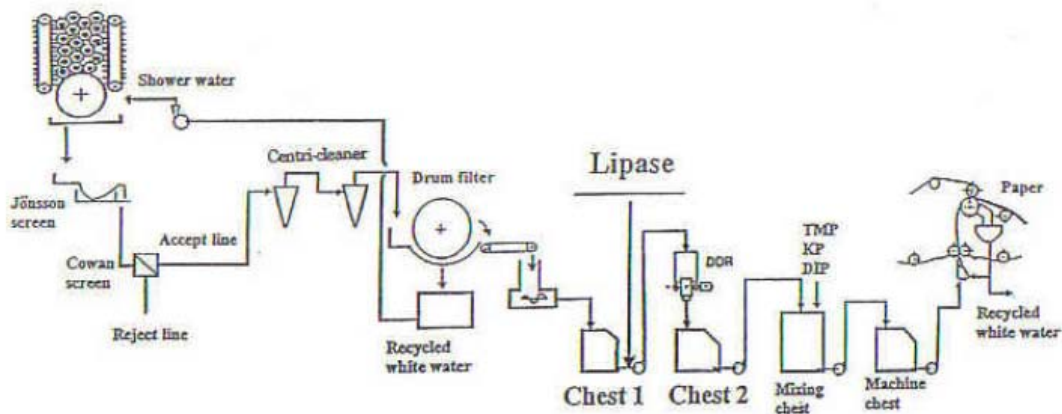 Shower water
Centri-cleaner
Lipase
Drum filter
Paper
Jönsson
screen
Accept line
TMP
KP
DIP
DDR
Cowan
screen
Reject line
Recycled
white water
Recycled
white water
Chest 1
Chest 2
Mixing
chest
Machine
chest